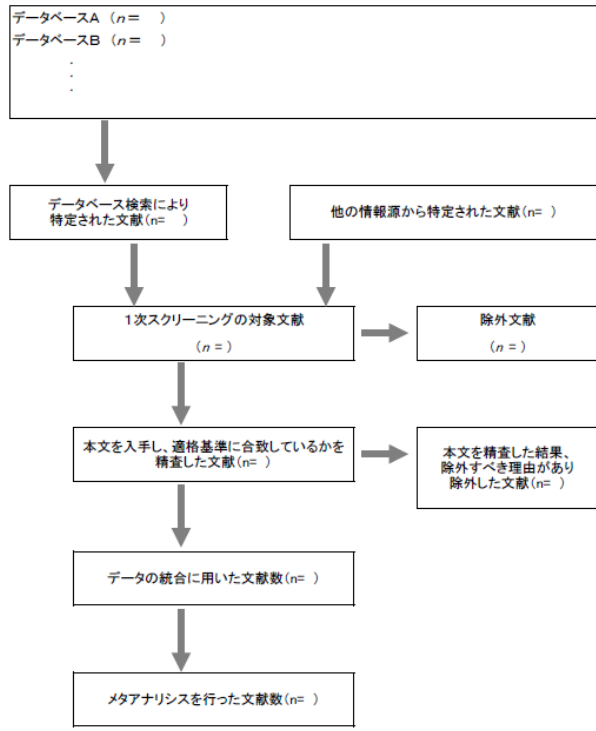 データベースA (n= )
データベースB (n= )
.
.
.
データベース検索により
特定された文献(n= )
他の情報源から特定された文献(n= )
1次スクリーニングの対象文献
(n = )
除外文献
(n = )
本文を入手し、適格基準に合致しているかを
精査した文献(n= )
本文を精査した結果、
除外すべき理由があり
除外した文献(n= )
データの統合に用いた文献数(n= )
メタアナリシスを行った文献数(n= )